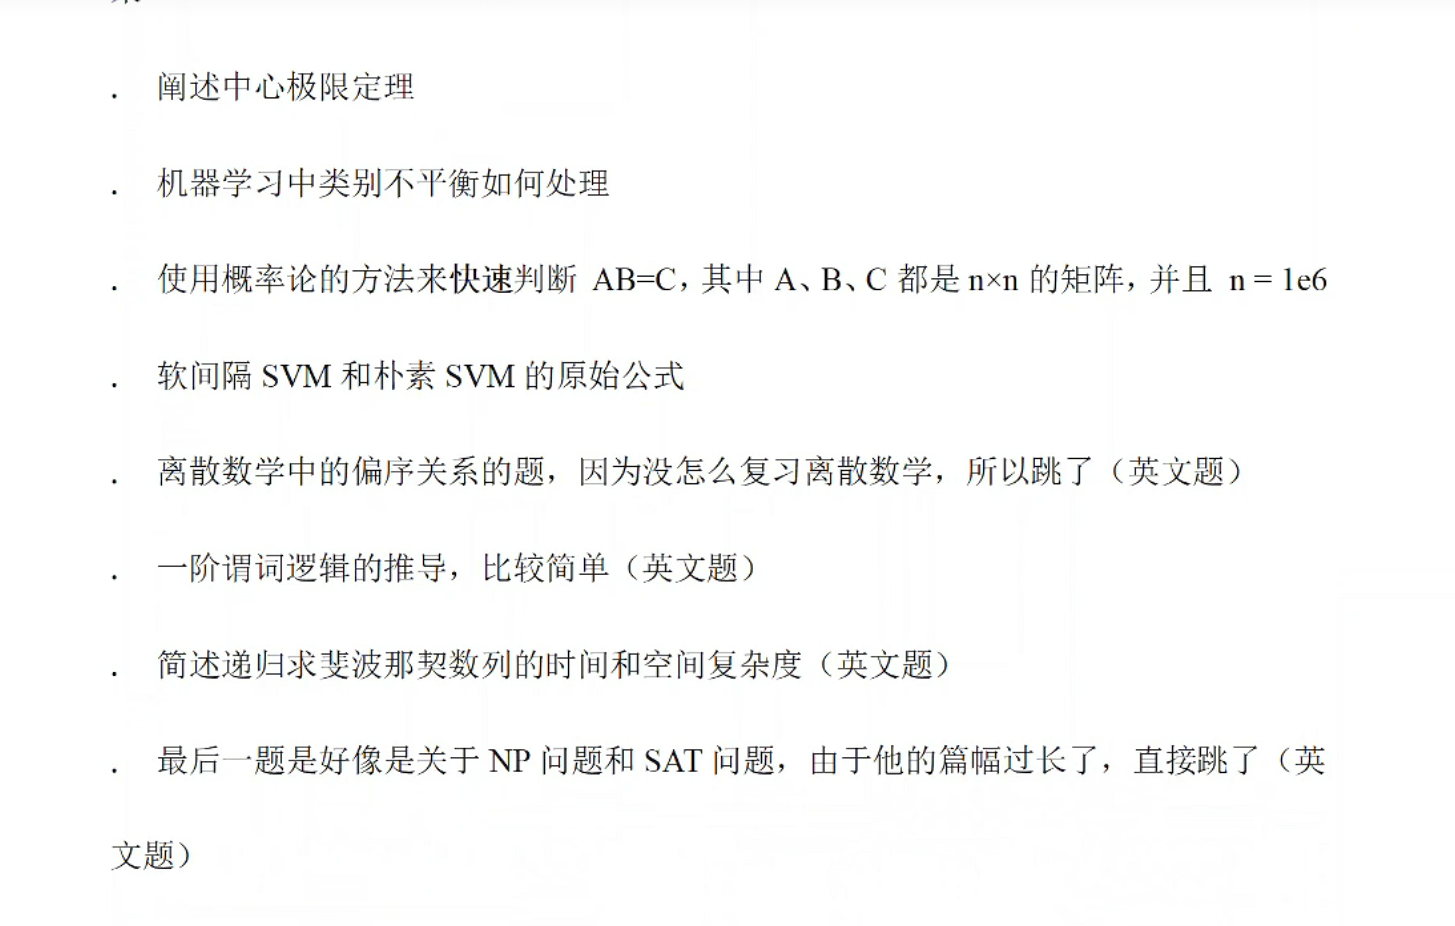 . 阐述中心极限定理
. 机器学习中类别不平衡如何处理
. 使用概率论的方法来快速判断 AB=C，其中 A、B、C 都是 n×n 的矩阵，并且 n = 1e6
. 软间隔 SVM 和朴素 SVM 的原始公式
. 离散数学中的偏序关系的题，因为没怎么复习离散数学，所以跳了（英文题）
. 一阶谓词逻辑的推导，比较简单（英文题）
. 简述递归求斐波那契数列的时间和空间复杂度（英文题）
. 最后一题是好像是关于 NP 问题和 SAT 问题，由于他的篇幅过长了，直接跳了（英
文题）